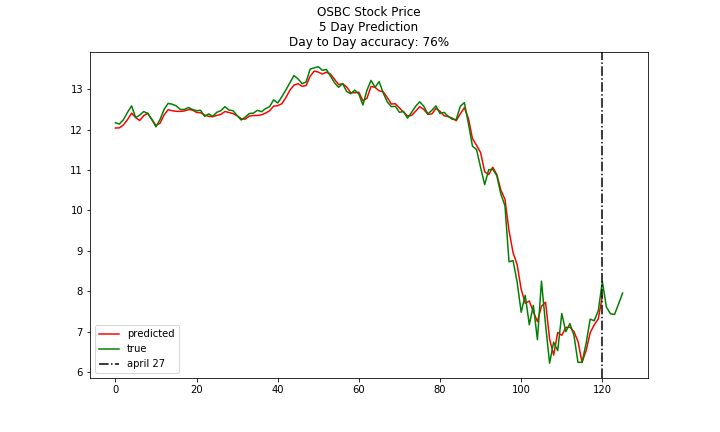 OSBC Stock Price
5 Day Prediction
Day to Day accuracy: 76%
13
12
11
10
9
8
7
6
predicted
true
april 27
0 20 40 60 80 100 120